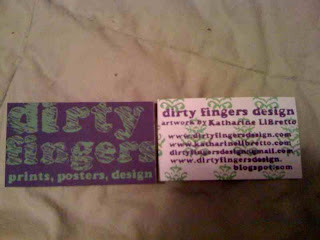 dirty
fingers
prints, posters, design
dirty fingers design
artwork by Katharine LiBretto
www.dirtyfingersdesign.com
www.katharinelibretto.com
dirtyfingersdesign@gmail.com
www.dirtyfingersdesign.
blogspot.com